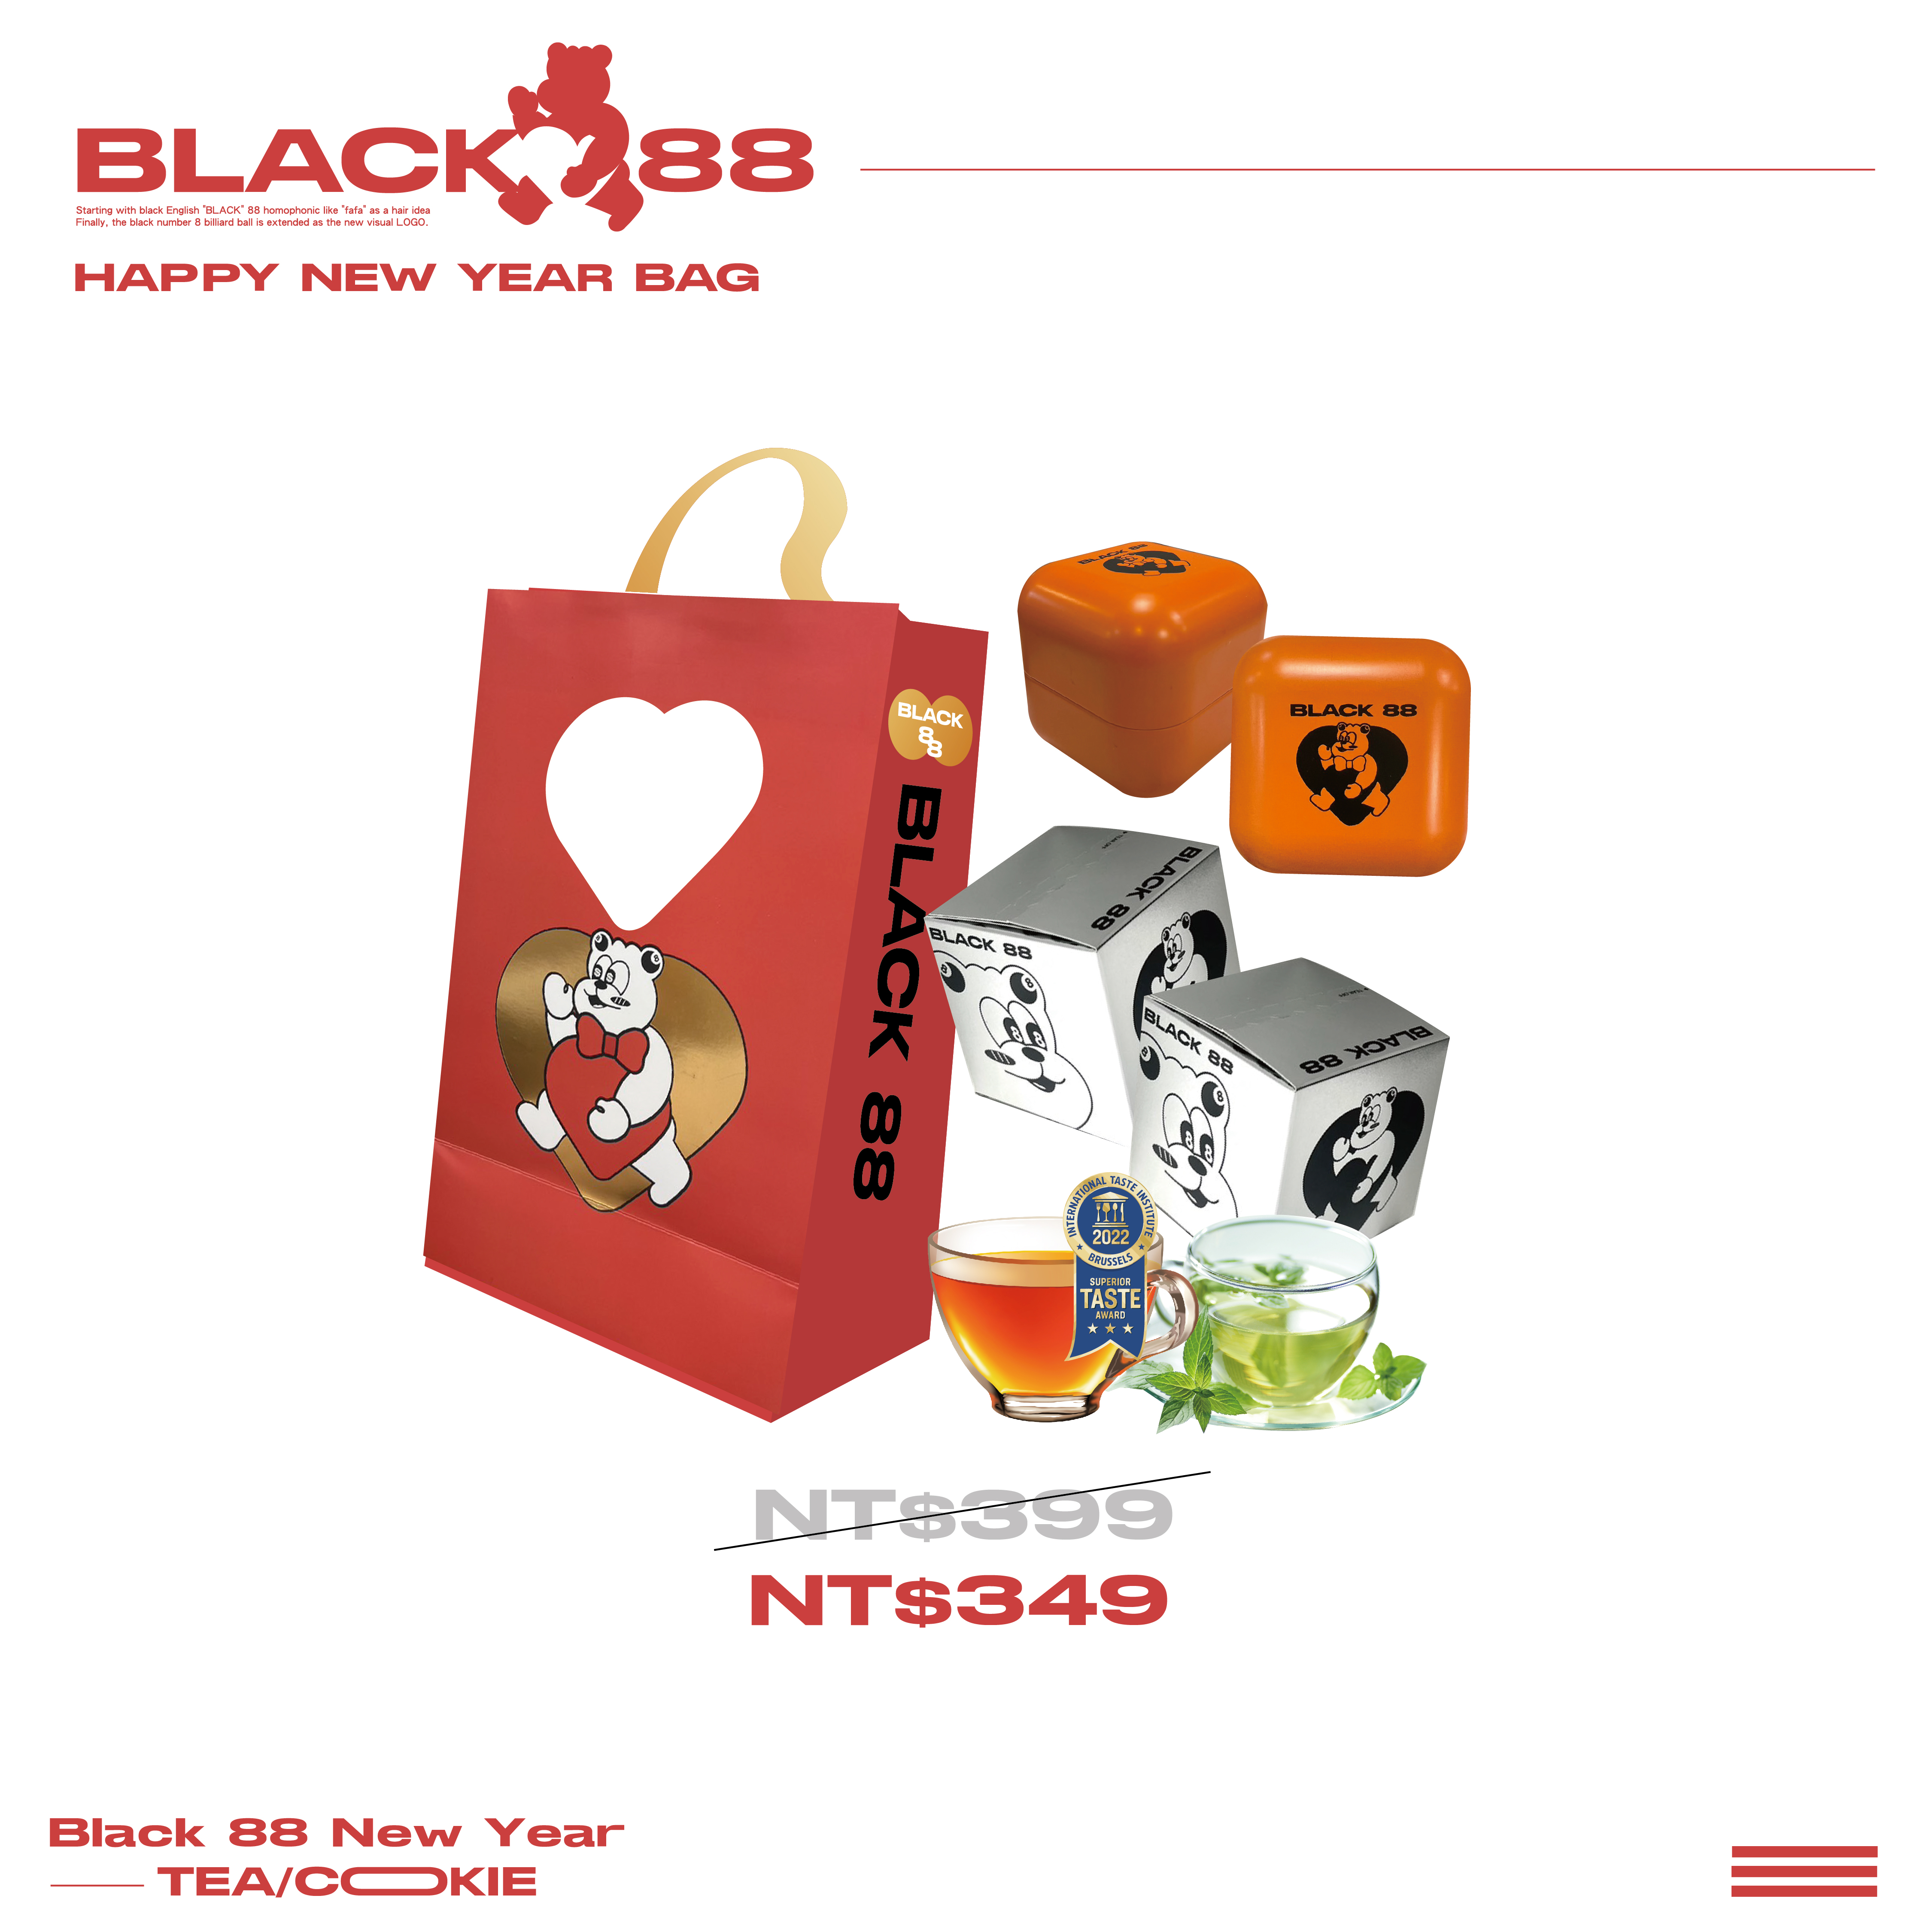 BLACK 88
Starting with black English "BLACK" 88 homophonic like "fafa" as a hair idea
Finally, the black number 8 billiard ball is extended as the new visual LOGO.
HAPPY NEW YEAR BAG
BLACK
8
8
BLACK 88
BLACK 88
BLACK 88
BLACK 88
BLACK 88
BLACK 88
BLACK 88
INTERNATIONAL TASTE INSTITUTE
2022
BRUSSELS
SUPERIOR
TASTE
AWARD
NT$399
NT$349
Black 88 New Year
TEA/COOKIE